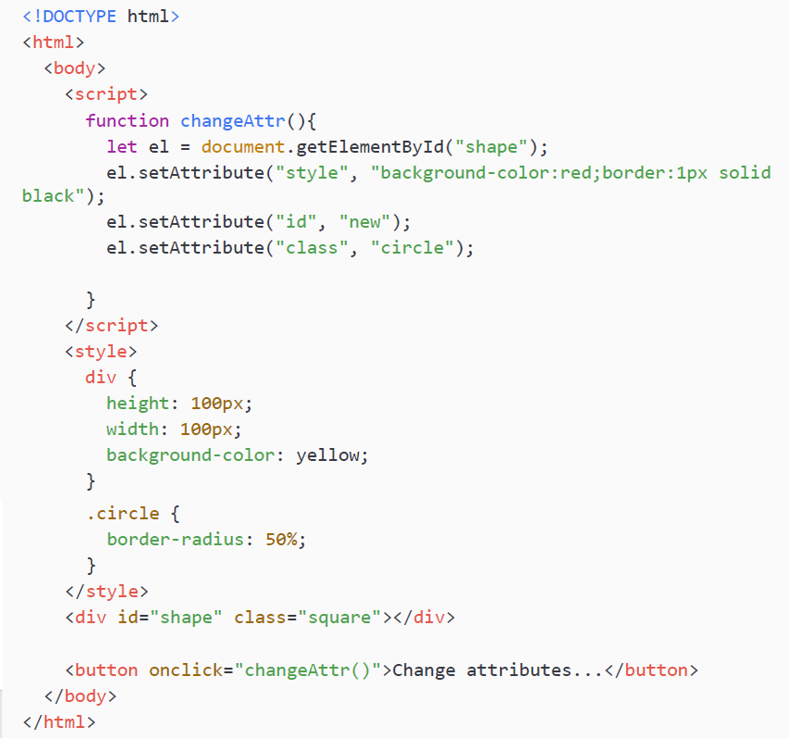 <!DOCTYPE html>
<html>
  <body>
    <script>
      function changeAttr(){
        let el = document.getElementById("shape");
        el.setAttribute("style", "background-color:red;border:1px solid
black");
        el.setAttribute("id", "new");
        el.setAttribute("class", "circle");

      }
    </script>
    <style>
      div {
        height: 100px;
        width: 100px;
        background-color: yellow;
      }
      .circle {
        border-radius: 50%;
      }
    </style>
    <div id="shape" class="square"></div>

    <button onclick="changeAttr()">Change attributes...</button>
  </body>
</html>